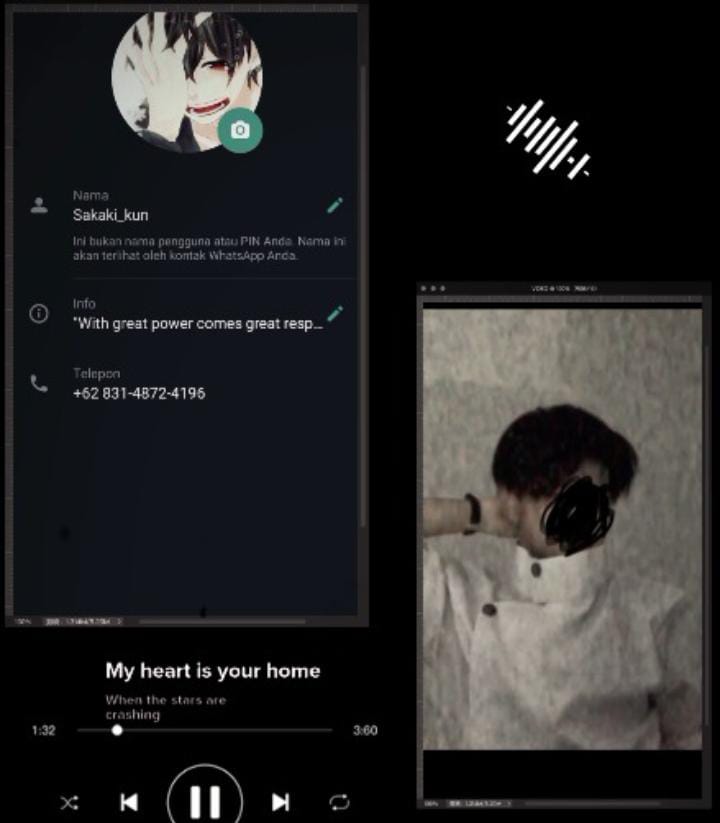 Nama
Sakaki_kun
Ini bukan nama pengguna atau PIN Anda. Nama ini
akan terlihat oleh kontak WhatsApp Anda.
Info
"With great power comes great resp...
Telepon
+62 831-4872-4196
My heart is your home
When the stars are
crashing
1:32
3:60